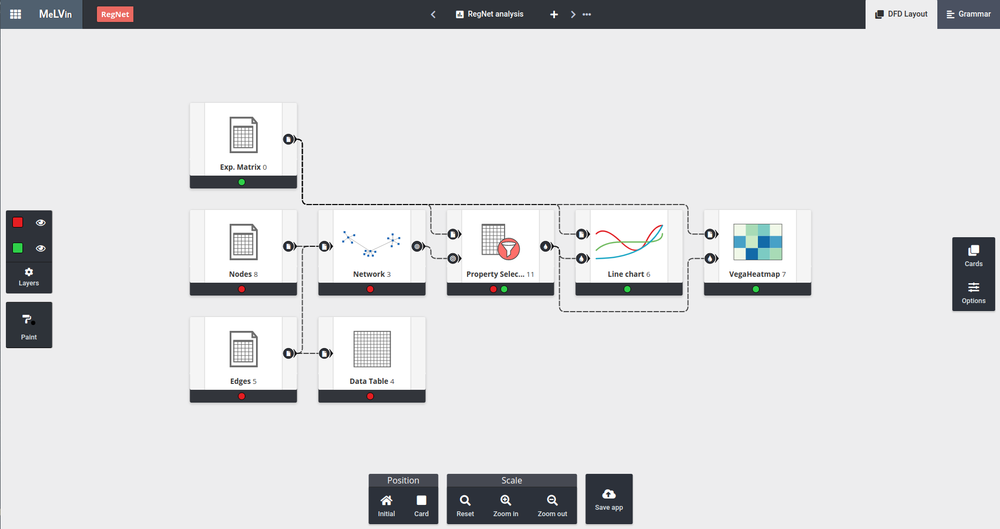 MeLVin
RegNet
RegNet analysis
DFD Layout
Grammar
Exp. Matrix 0
Nodes 8
Network 3
Property Selec... 11
Line chart 6
VegaHeatmap 7
Edges 5
Data Table 4
Layers
Paint
Cards
Options
Position
Initial
Card
Scale
Reset
Zoom in
Zoom out
Save app